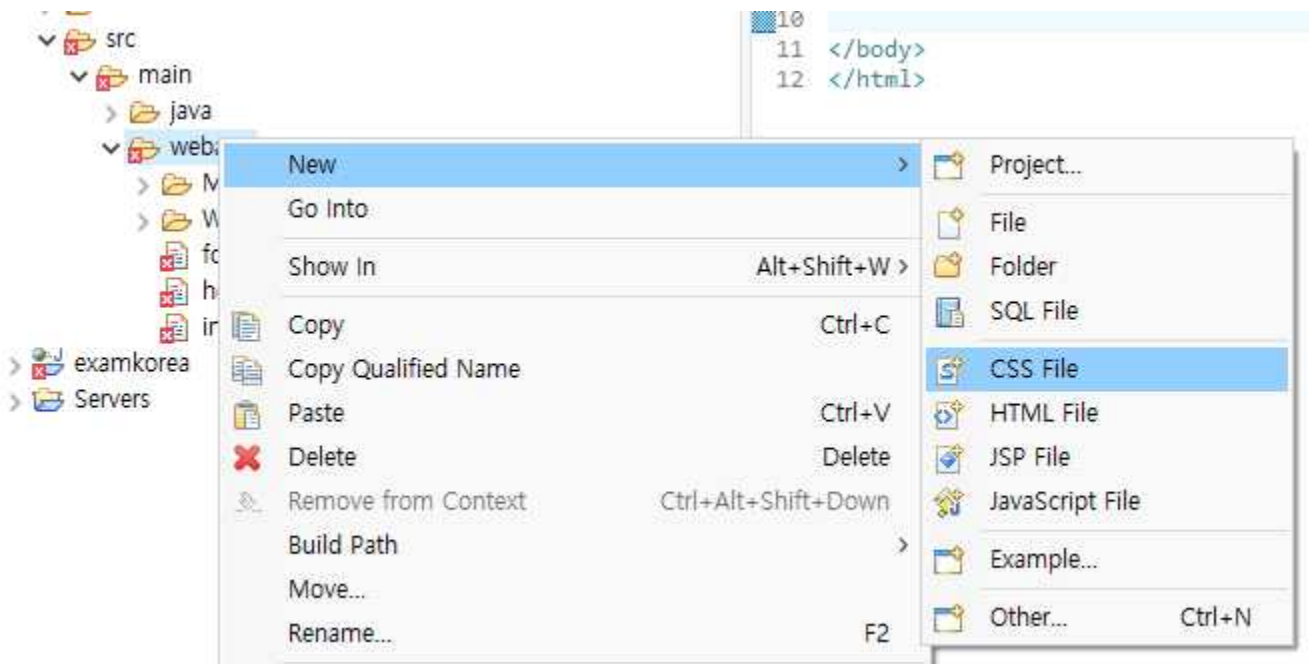 10
src
11 </body>
main
12 </html>
java
New
Project...
Go Into
File
Show In Alt+Shift+W
Folder
SQL File
Copy Ctrl+C
examkorea
Copy Qualified Name
CSS File
Servers
Paste Ctrl+V
HTML File
Delete Delete
JSP File
Remove from Context Ctrl+Alt+Shift+Down
JavaScript File
Build Path
Example...
Move...
Other... Ctrl+N
Rename... F2